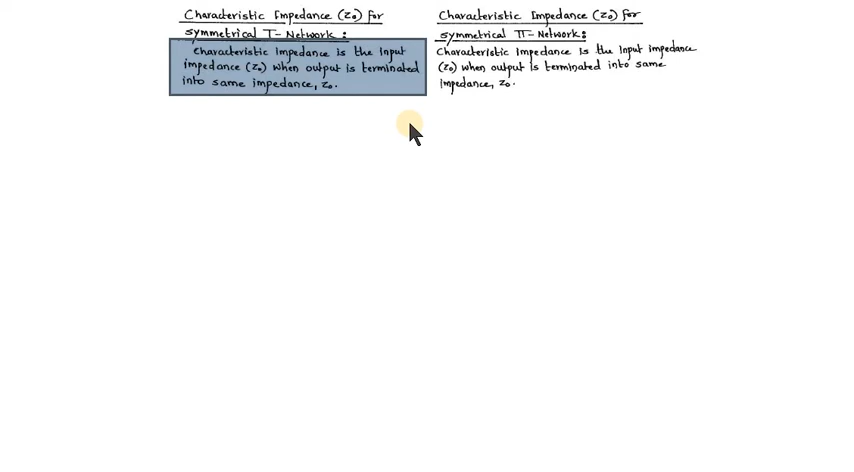 Characteristic Impedance (Z0) for
symmetrical T-Network:
Characteristic impedance is the input
impedance (Z0) when output is terminated
into same impedance, Z0.
Characteristic Impedance (Z0) for
symmetrical Π-Network:
Characteristic impedance is the input impedance
(Z0) when output is terminated into same
impedance, Z0.